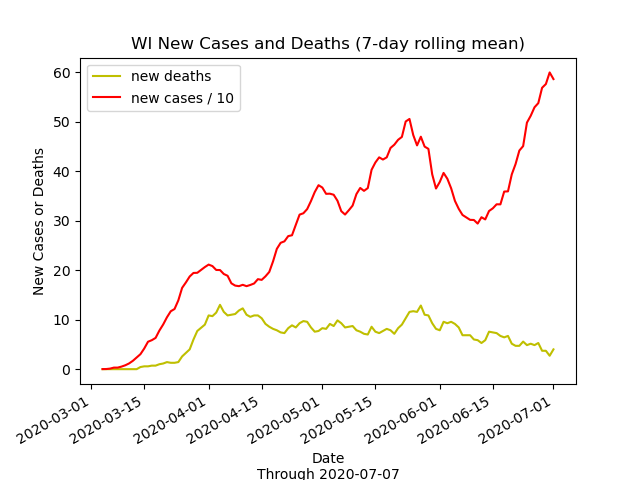 WI New Cases and Deaths (7-day rolling mean)
new deaths
new cases / 10
New Cases or Deaths
60
50
40
30
20
10
0
2020-03-01
2020-03-15
2020-04-01
2020-04-15
2020-05-01
2020-05-15
2020-06-01
2020-06-15
2020-07-01
Date
Through 2020-07-07